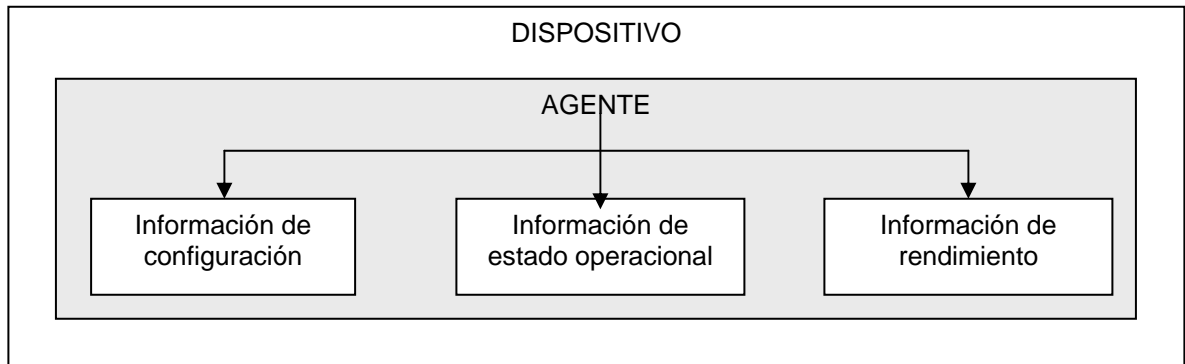 DISPOSITIVO
AGENTE
Información de
configuración
Información de
estado operacional
Información de
rendimiento